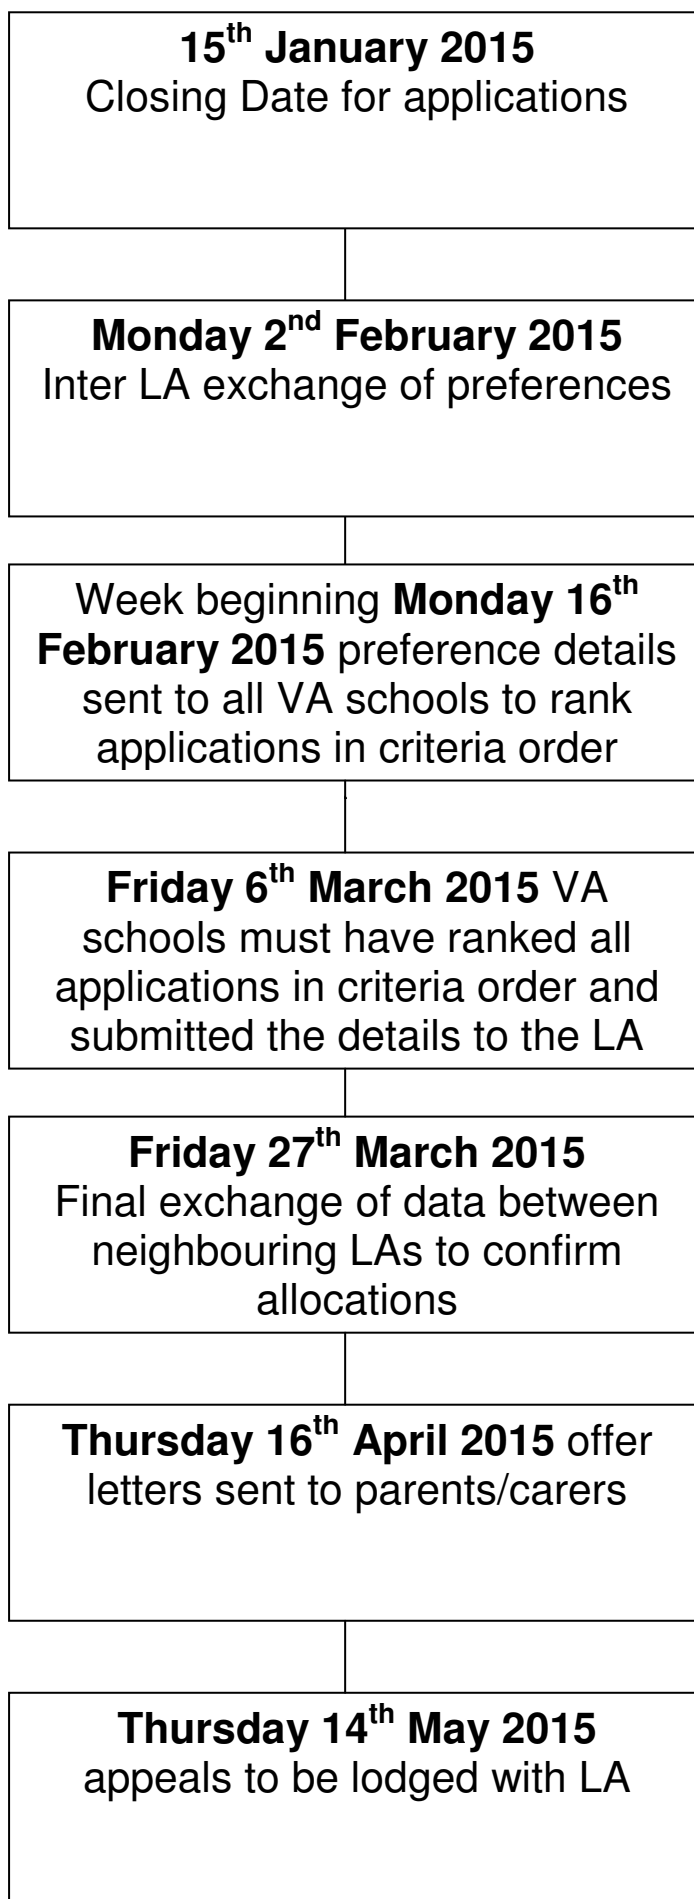 15th January 2015
Closing Date for applications
Monday 2nd February 2015
Inter LA exchange of preferences
Week beginning Monday 16th
February 2015 preference details
sent to all VA schools to rank
applications in criteria order
Friday 6th March 2015 VA
schools must have ranked all
applications in criteria order and
submitted the details to the LA
Friday 27th March 2015
Final exchange of data between
neighbouring LAs to confirm
allocations
Thursday 16th April 2015 offer
letters sent to parents/carers
Thursday 14th May 2015
appeals to be lodged with LA